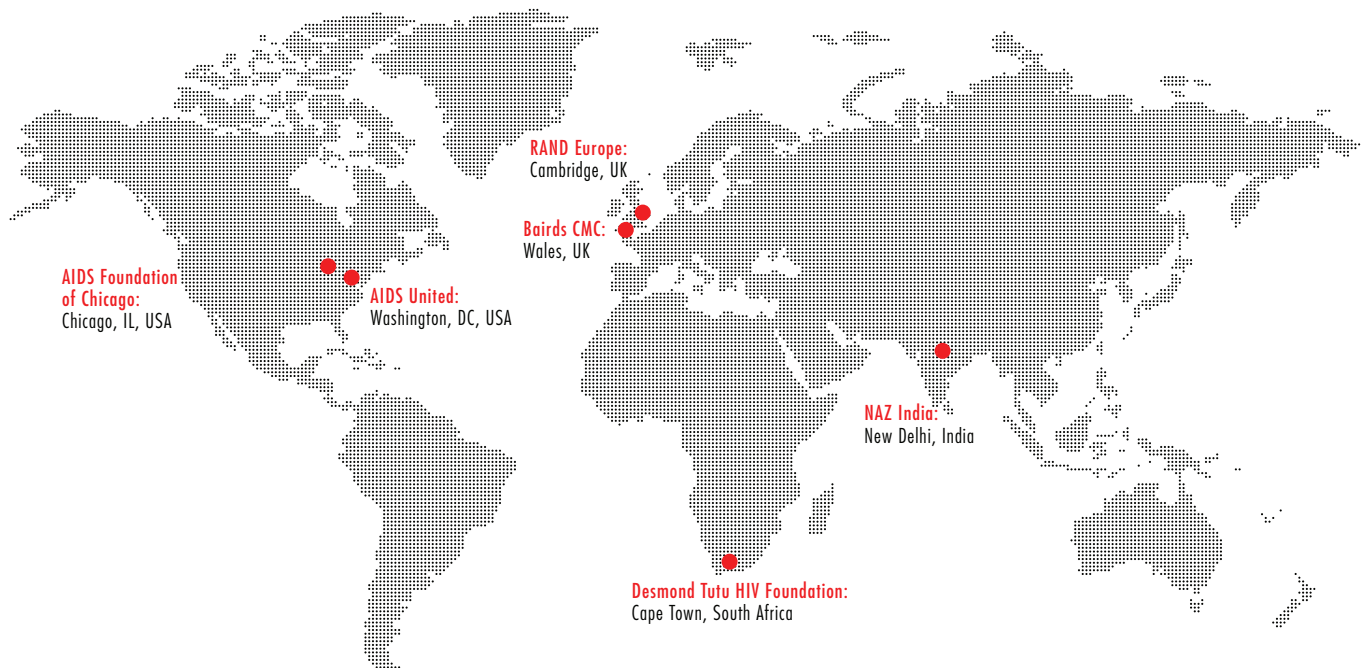 RAND Europe:
Cambridge, UK
Bairds CMC:
Wales, UK
AIDS Foundation
of Chicago:
Chicago, IL, USA
AIDS United:
Washington, DC, USA
NAZ India:
New Delhi, India
Desmond Tutu HIV Foundation:
Cape Town, South Africa